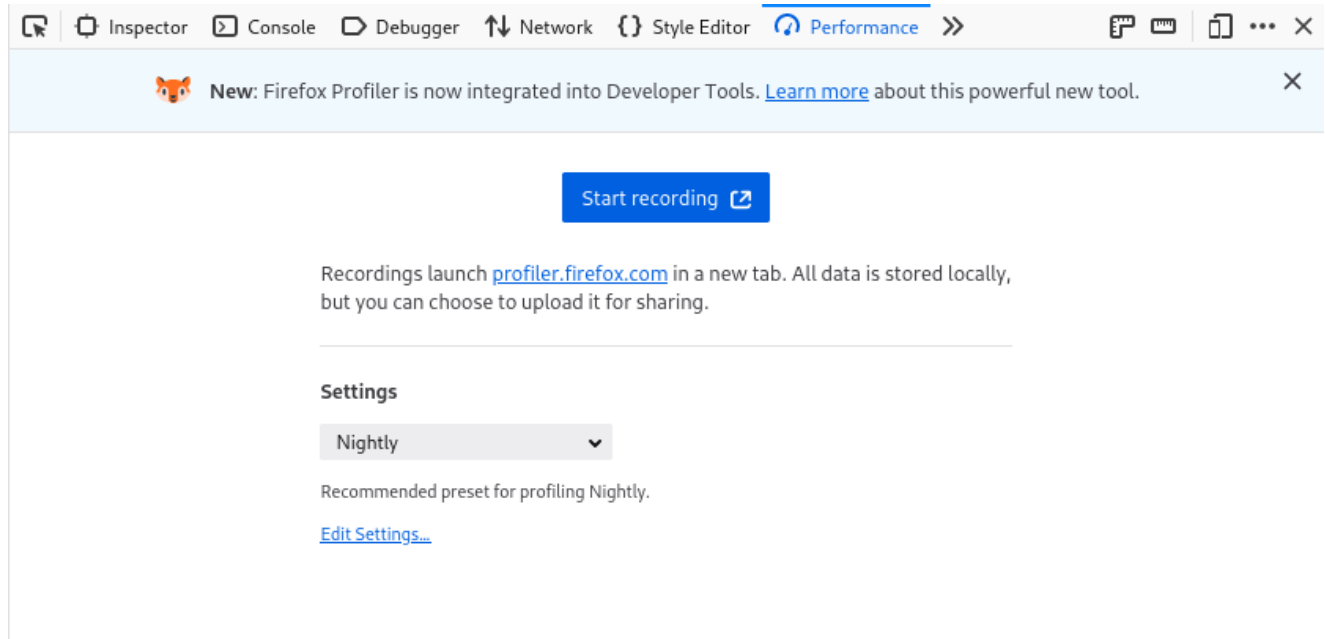 Inspector Console Debugger Network Style Editor Performance
New: Firefox Profiler is now integrated into Developer Tools. Learn more about this powerful new tool.
Start recording
Recordings launch profiler.firefox.com in a new tab. All data is stored locally,
but you can choose to upload it for sharing.
Settings
Nightly
Recommended preset for profiling Nightly.
Edit Settings…